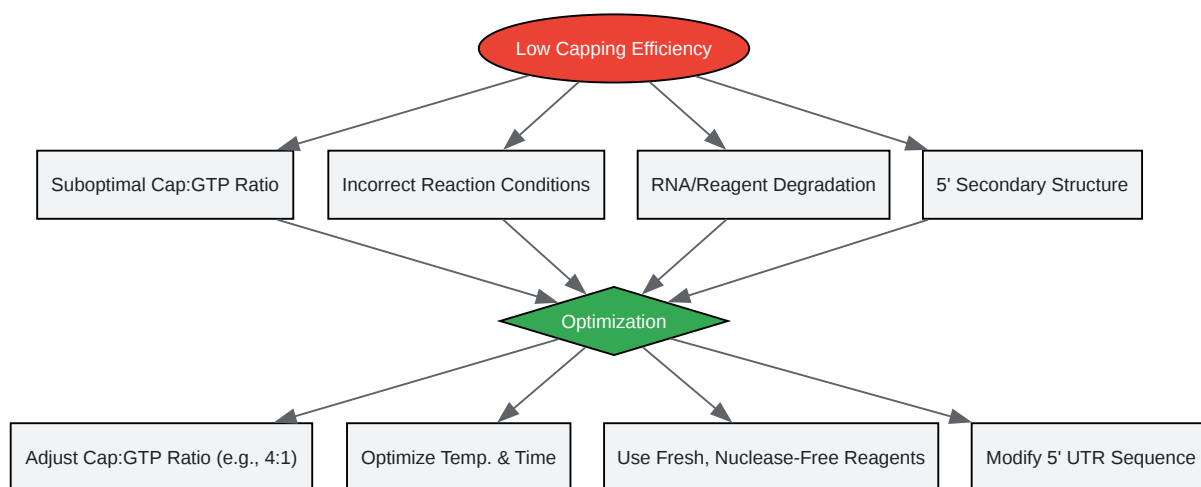 Low Capping Efficiency
Suboptimal Cap:GTP Ratio
Incorrect Reaction Conditions
RNA/Reagent Degradation
5' Secondary Structure
Optimization
Adjust Cap:GTP Ratio (e.g., 4:1)
Optimize Temp. & Time
Use Fresh, Nuclease-Free Reagents
Modify 5' UTR Sequence